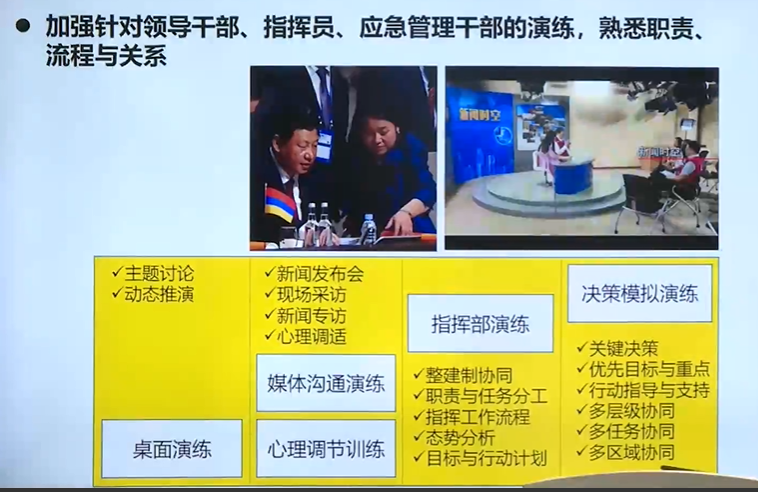 ● 加强针对领导干部、指挥员、应急管理干部的演练，熟悉职责、
流程与关系
新闻时空
新闻时空
✓主题讨论
✓动态推演
桌面演练
✓新闻发布会
✓现场采访
✓新闻专访
✓心理调适
媒体沟通演练
心理调节训练
指挥部演练
✓整建制协同
✓职责与任务分工
✓指挥工作流程
✓态势分析
✓目标与行动计划
决策模拟演练
✓关键决策
✓优先目标与重点
✓行动指导与支持
✓多层级协同
✓多任务协同
✓多区域协同